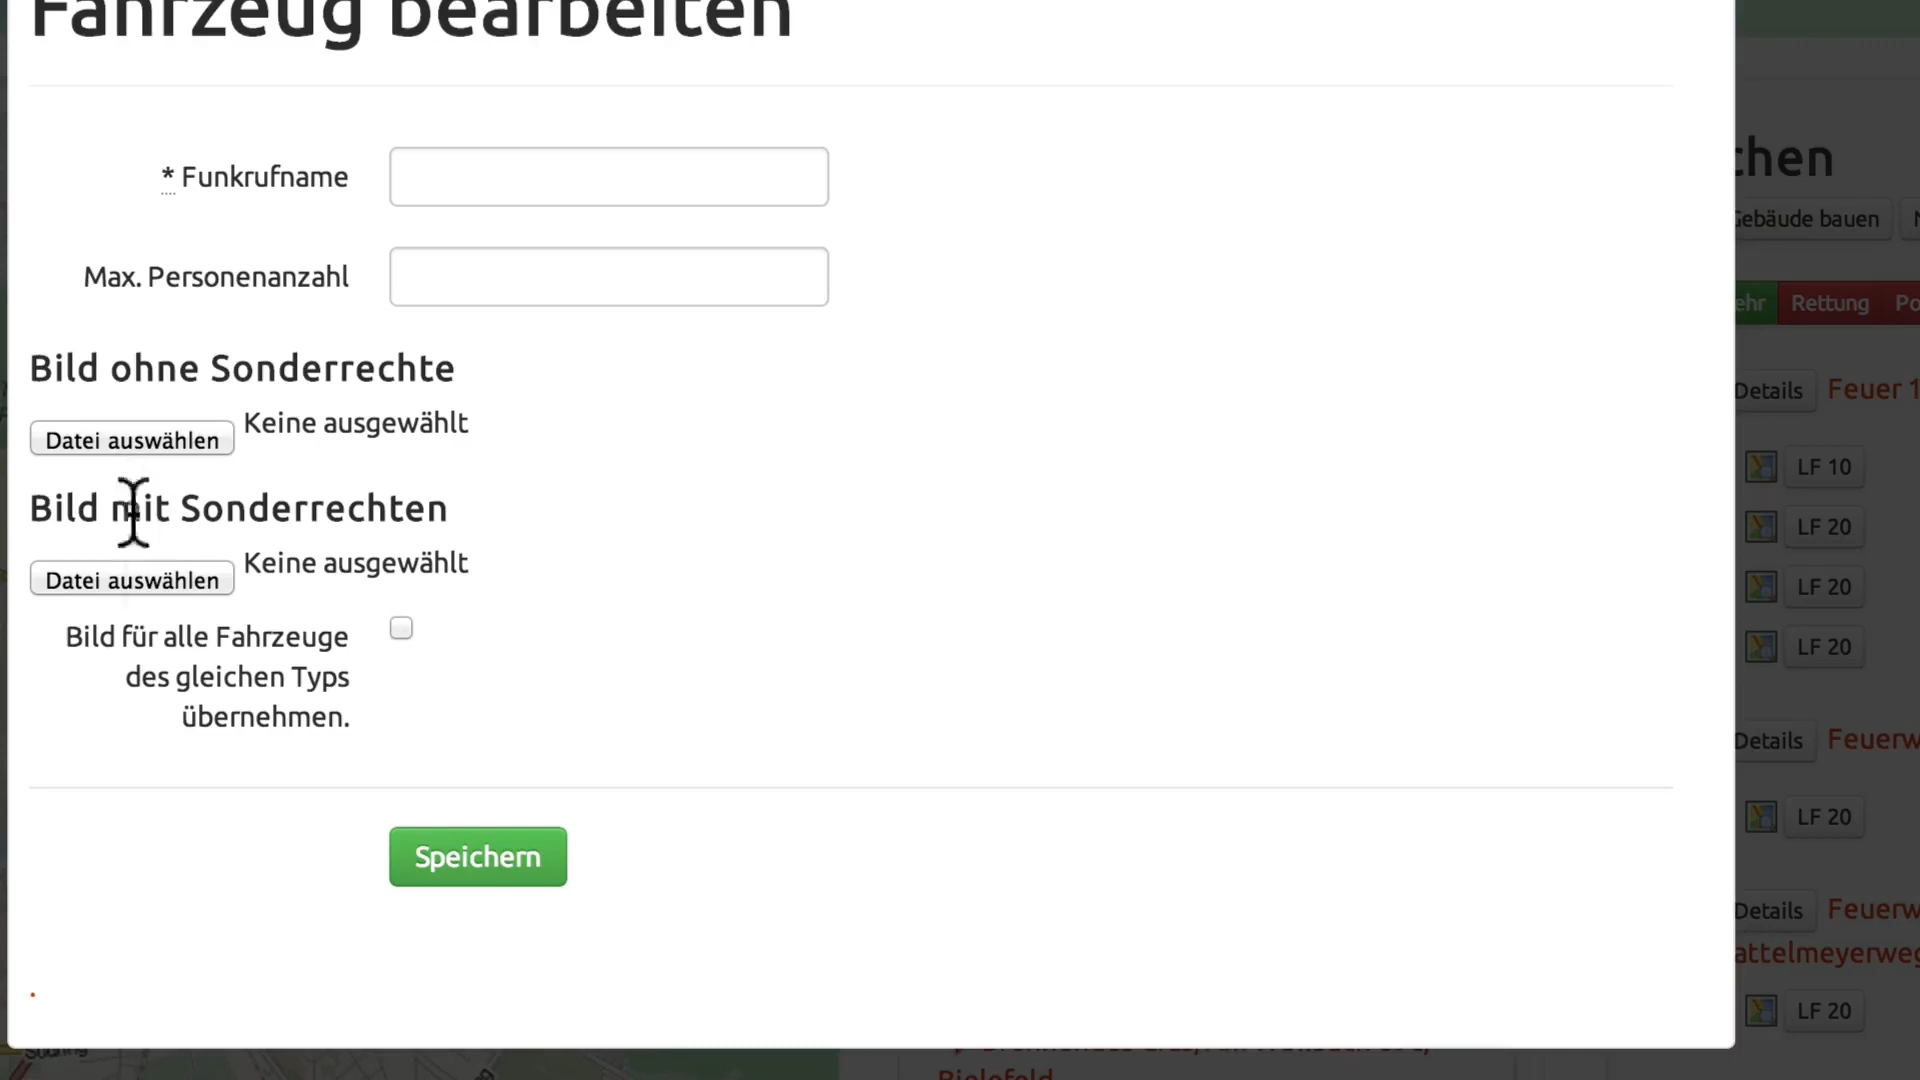 Fahrzeug bearbeiten
* Funkrufname
Max. Personenanzahl
Bild ohne Sonderrechte
Datei auswählen Keine ausgewählt
Bild mit Sonderrechten
Datei auswählen Keine ausgewählt
Bild für alle Fahrzeuge
des gleichen Typs
übernehmen.
Speichern
.
chen
Gebäude bauen
ehr Rettung Po
Details Feuer 1
LF 10
LF 20
LF 20
LF 20
Details Feuerw
LF 20
Details Feuerw
attelmeyerweg
LF 20
Bielefeld